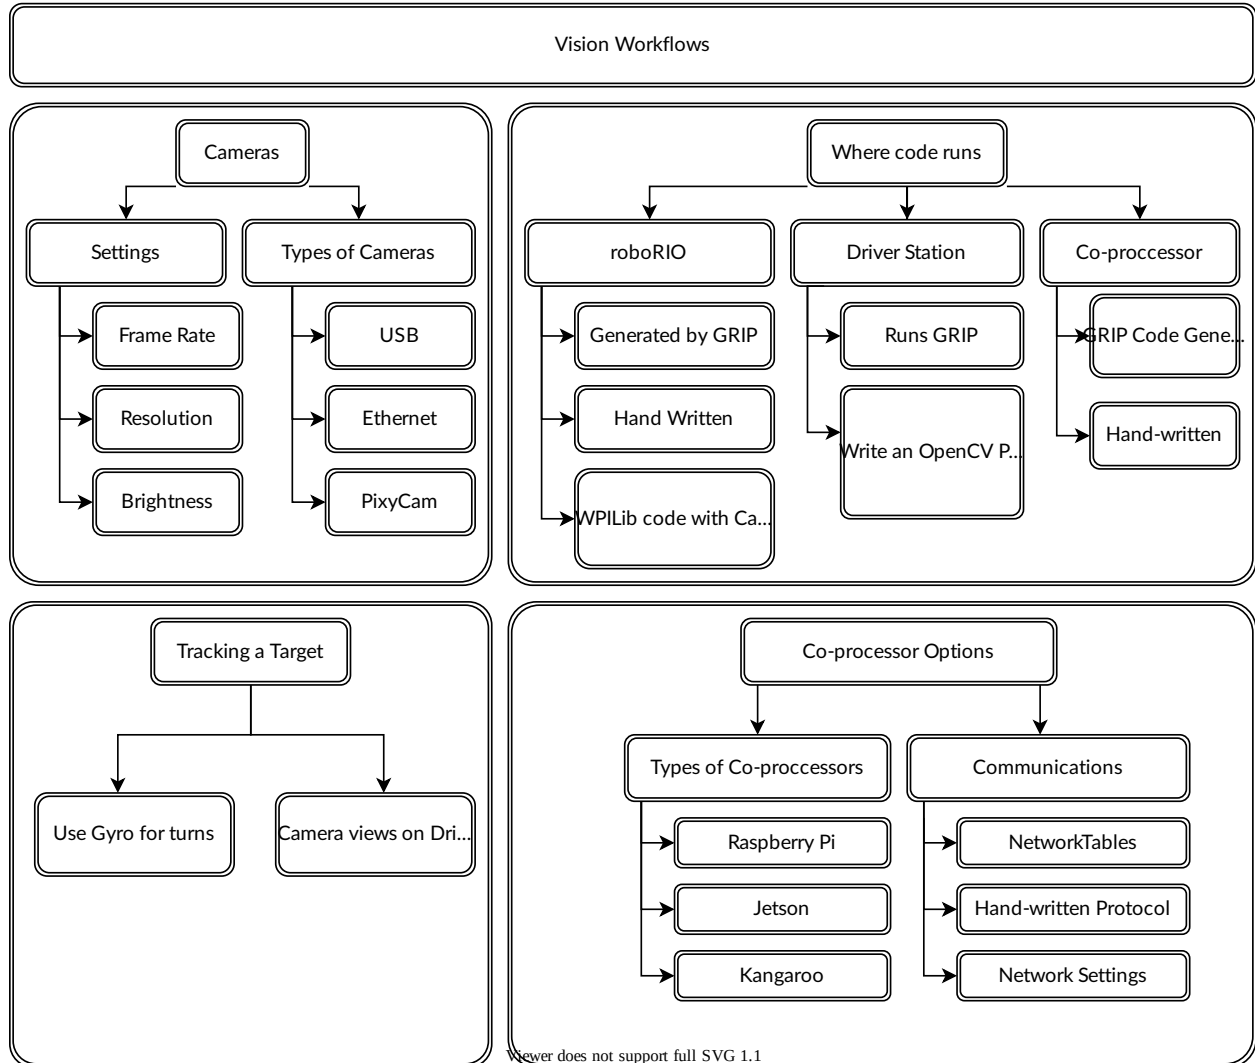 Vision Workflows
Cameras
Settings
Types of Cameras
Frame Rate
USB
Resolution
Ethernet
Brightness
PixyCam
Where code runs
roboRIO
Driver Station
Co-proccessor
Generated by GRIP
Runs GRIP
GRIP Code Gene...
Hand Written
Write an OpenCV P...
Hand-written
WPILib code with Ca...
Tracking a Target
Use Gyro for turns
Camera views on Dri...
Co-processor Options
Types of Co-proccessors
Communications
Raspberry Pi
NetworkTables
Jetson
Hand-written Protocol
Kangaroo
Network Settings
Viewer does not support full SVG 1.1